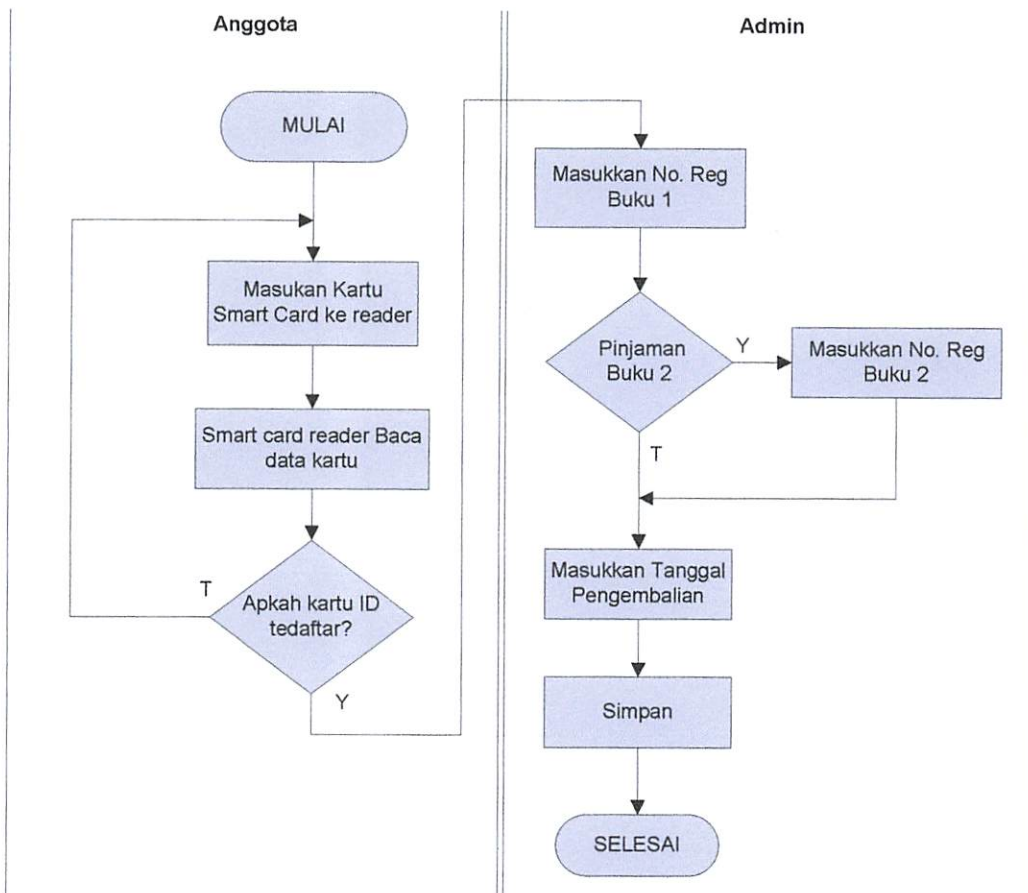 Anggota
MULAI
Masukan Kartu
Smart Card ke reader
Smart card reader Baca
data kartu
Apkah kartu ID
tedaftar?
T
Y
Admin
Masukkan No. Reg
Buku 1
Pinjaman
Buku 2
Y
Masukkan No. Reg
Buku 2
T
Masukkan Tanggal
Pengembalian
Simpan
SELESAI